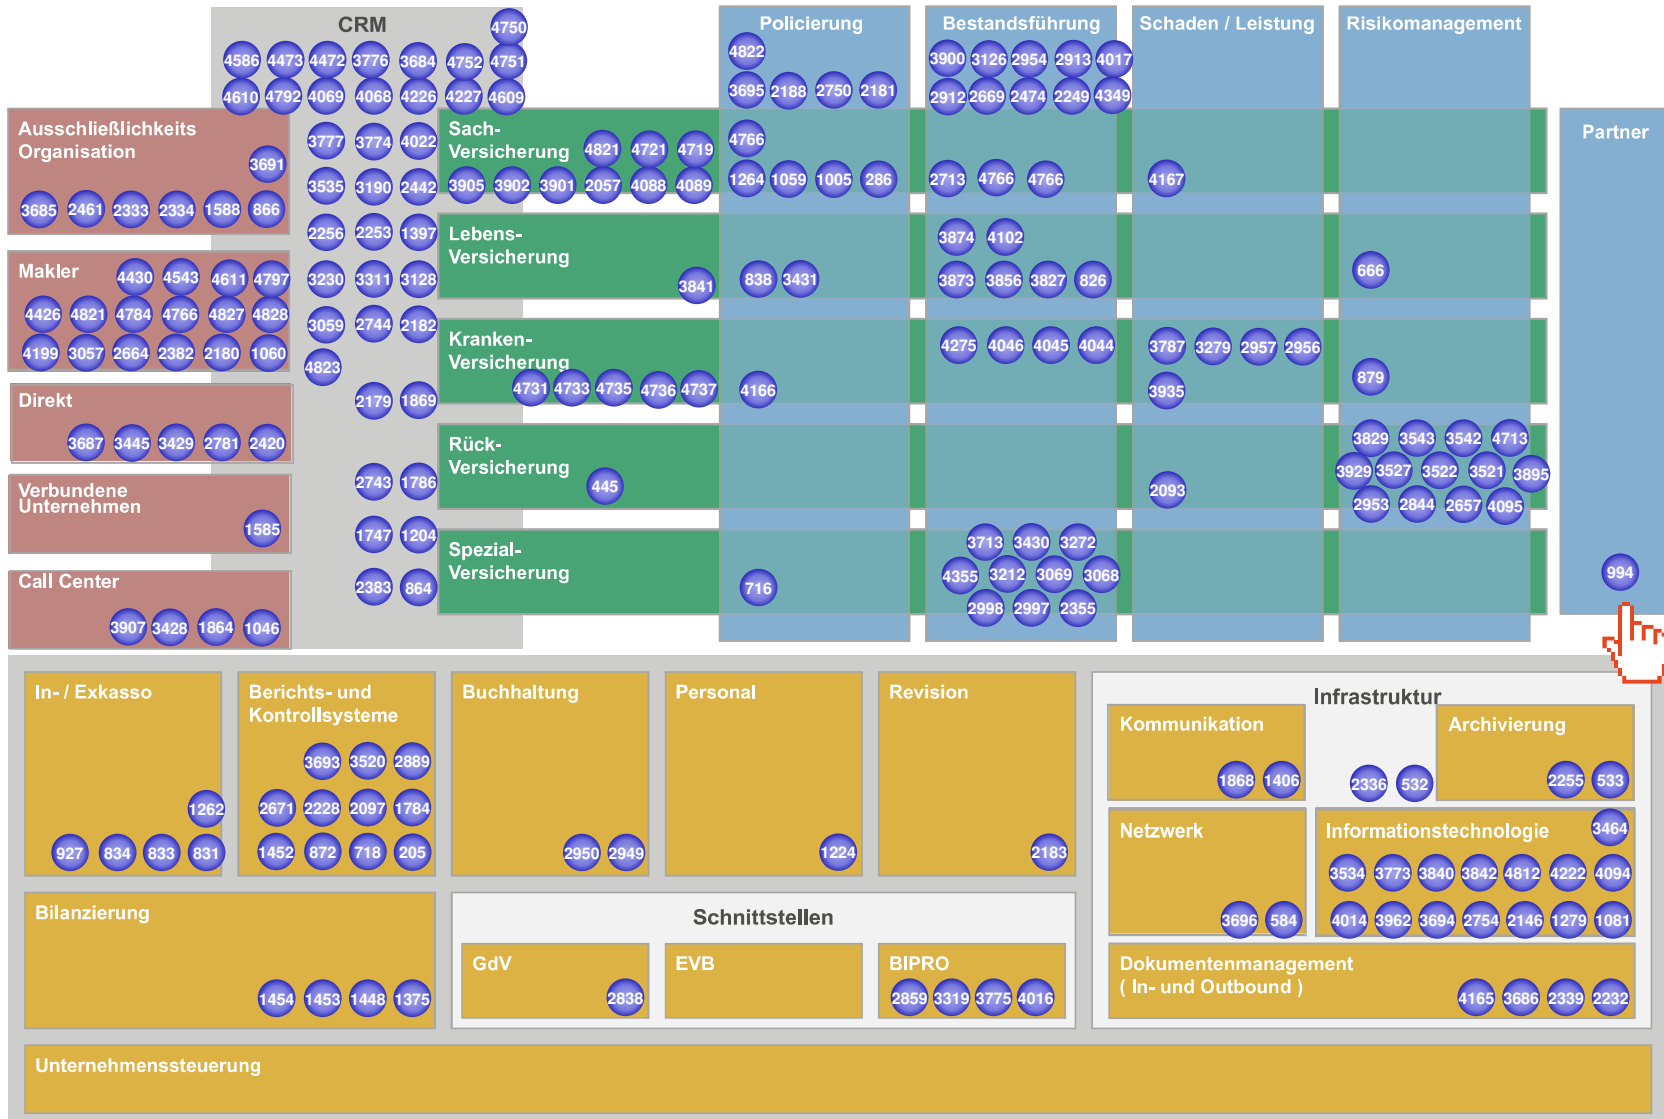 CRM
4750
4586 4473 4472 3776 3684 4752 4751
4610 4792 4069 4068 4226 4227 4609
3777 3774 4022
3535 3190 2442
2256 2253 1397
3230 3311 3128
3059 2744 2182
4823
2179 1869
2743 1786
1747 1204
2383 864
Policierung
4822
3695 2188 2750 2181
Bestandsführung
3900 3126 2954 2913 4017
2912 2669 2474 2249 4349
Schaden / Leistung
Risikomanagement
Partner
994
Ausschließlichkeits
Organisation
3691
3685 2461 2333 2334 1588 866
Makler
4430 4543 4611 4797
4426 4821 4784 4766 4827 4828
4199 3057 2664 2382 2180 1060
Direkt
3687 3445 3429 2781 2420
Verbundene
Unternehmen
1585
Call Center
3907 3428 1864 1046
Sach-
Versicherung
4821 4721 4719
3905 3902 3901 2057 4088 4089
4766
1264 1059 1005 286
2713 4766 4766
4167
Lebens-
Versicherung
3841
838 3431
3874 4102
3873 3856 3827 826
666
Kranken-
Versicherung
4731 4733 4735 4736 4737
4166
4275 4046 4045 4044
3787 3279 2957 2956
3935
879
Rück-
Versicherung
445
2093
3829 3543 3542 4713
3929 3527 3522 3521 3895
2953 2844 2657 4095
Spezial-
Versicherung
716
3713 3430 3272
4355 3212 3069 3068
2998 2997 2355
In- / Exkasso
1262
927 834 833 831
Berichts- und
Kontrollsysteme
3693 3520 2889
2671 2228 2097 1784
1452 872 718 205
Buchhaltung
2950 2949
Personal
1224
Revision
2183
Infrastruktur
Kommunikation
1868 1406
2336 532
Archivierung
2255 533
Netzwerk
3696 584
Informationstechnologie
3464
3534 3773 3840 3842 4812 4222 4094
4014 3962 3694 2754 2146 1279 1081
Dokumentenmanagement
( In- und Outbound )
4165 3686 2339 2232
Bilanzierung
1454 1453 1448 1375
Schnittstellen
GdV
2838
EVB
BIPRO
2859 3319 3775 4016
Unternehmenssteuerung